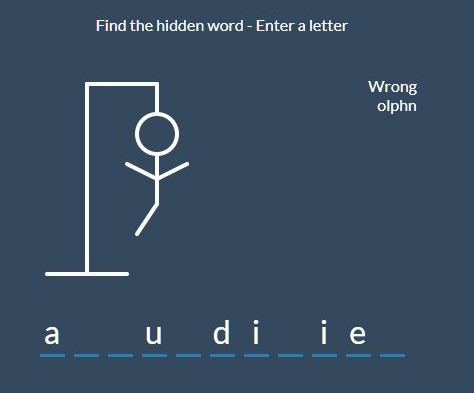 Find the hidden word - Enter a letter
Wrong
olphn
a _ _ u _ d i _ i e _